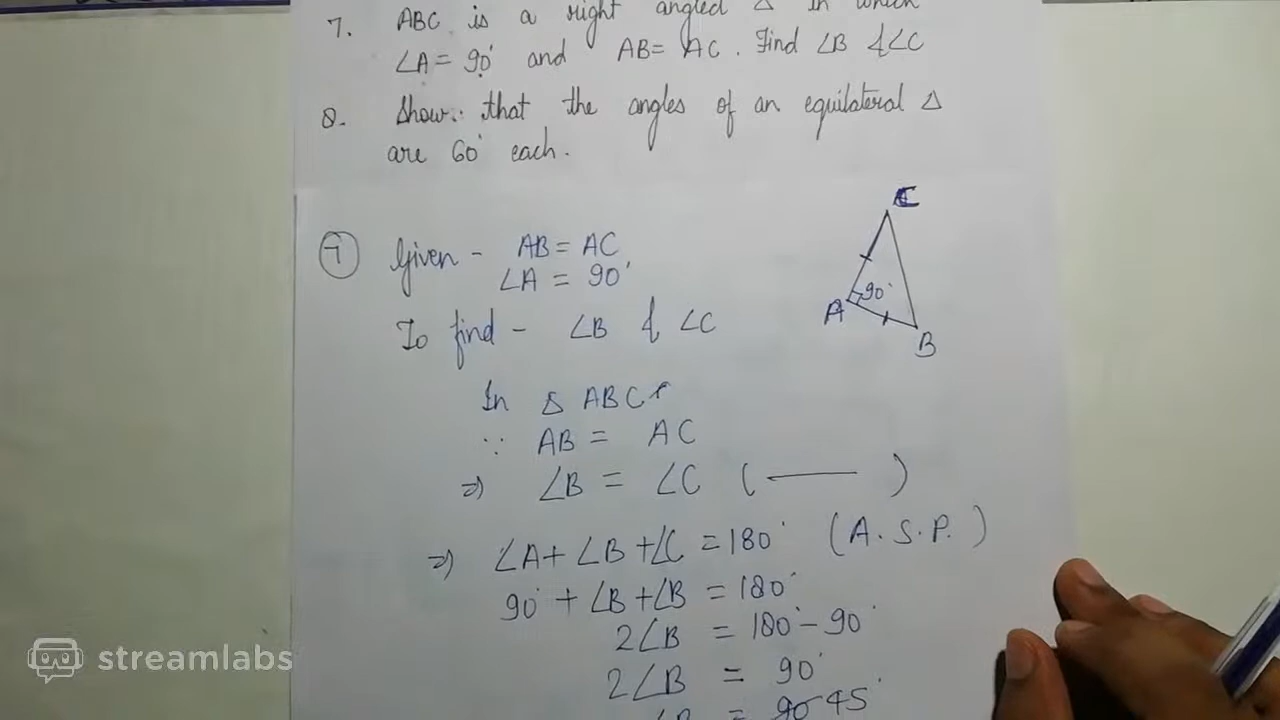 7. ABC is a right angled Δ in which
∠A = 90° and AB = AC. Find ∠B & ∠C
8. Show that the angles of an equilateral Δ
are 60° each.
C
7 Given - AB = AC
∠A = 90°
90°
A
To find - ∠B & ∠C
B
In Δ ABC
∵ AB = AC
⇒ ∠B = ∠C ( —— )
⇒ ∠A + ∠B + ∠C = 180° (A.S.P.)
90° + ∠B + ∠B = 180°
2∠B = 180° - 90°
2∠B = 90°
∠B = 90 45°
streamlabs